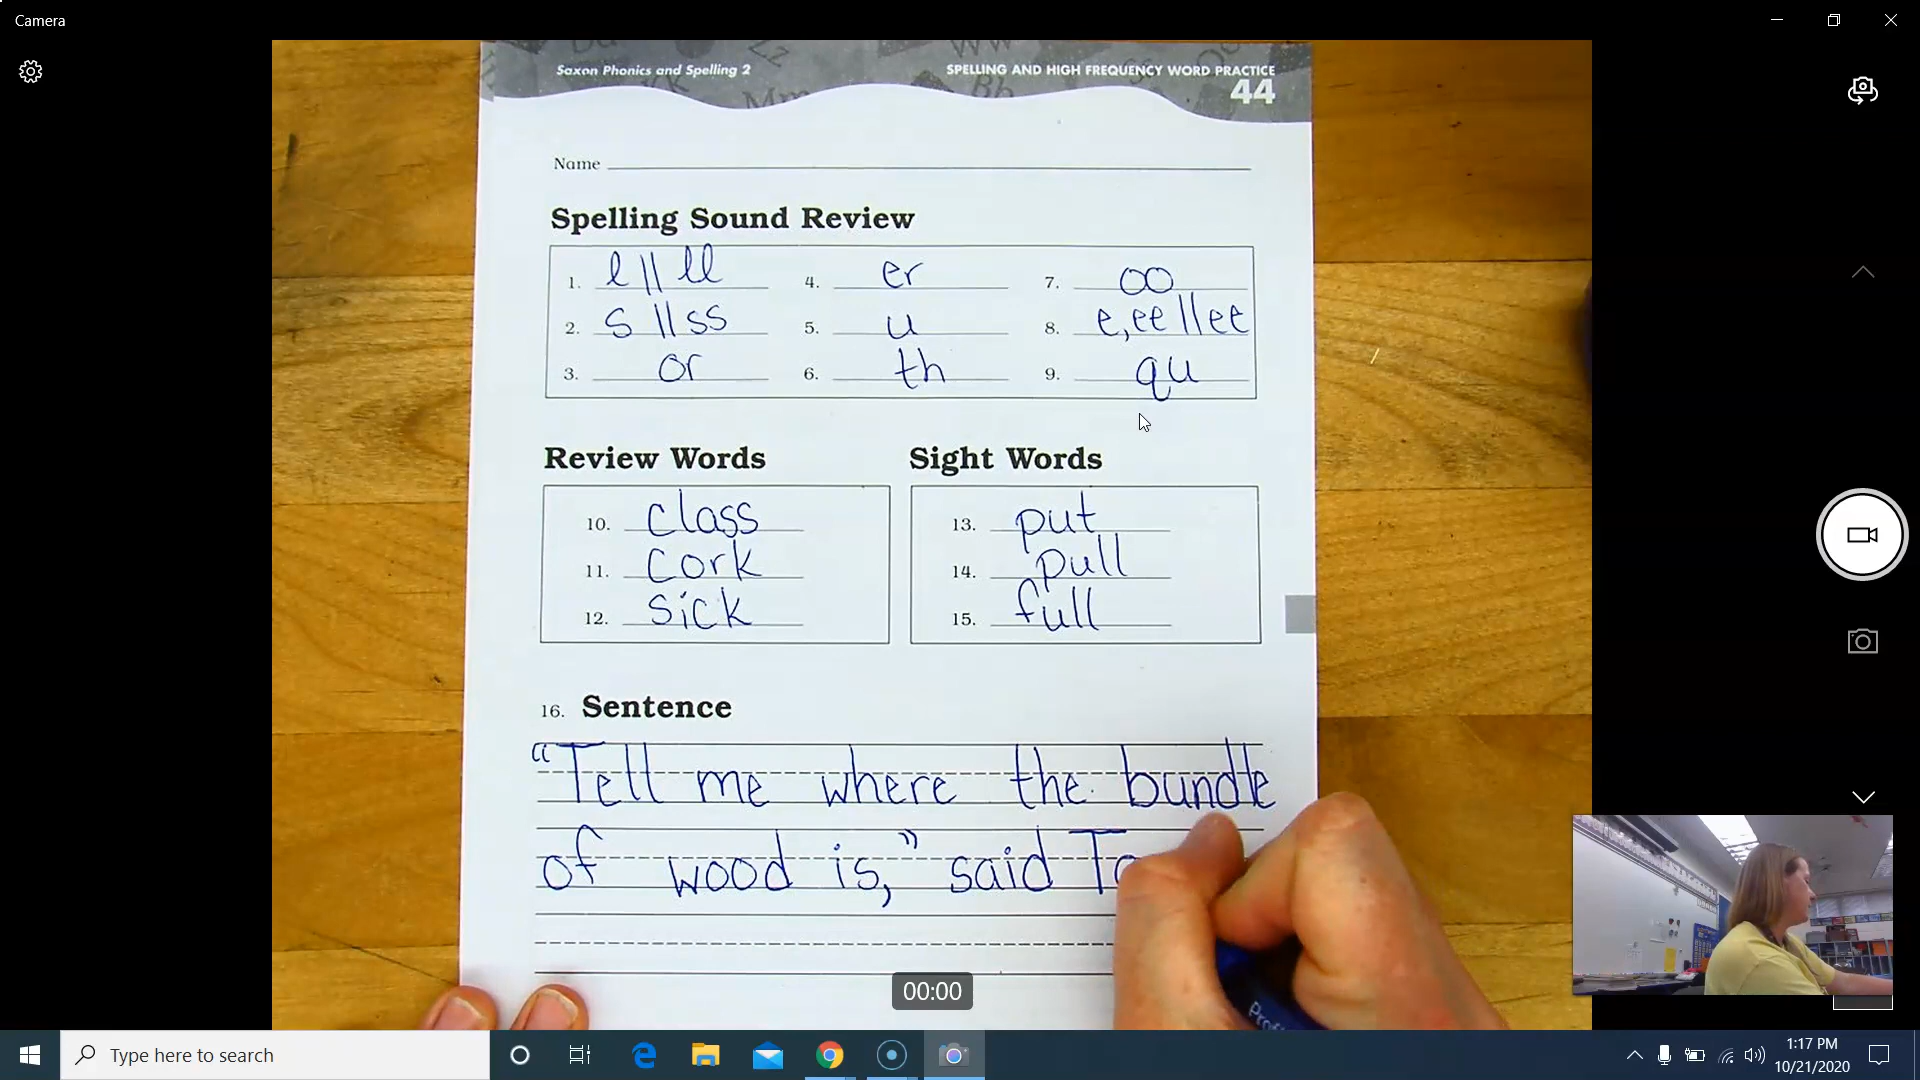 Camera
Saxon Phonics and Spelling 2
SPELLING AND HIGH FREQUENCY WORD PRACTICE
44
Name
Spelling Sound Review
1. l || ll
4. er
7. oo
2. s || ss
5. u
8. e, ee || ee
3. or
6. th
9. qu
Review Words
Sight Words
10. class
13. put
11. cork
14. pull
12. sick
15. full
16. Sentence
"Tell me where the bundle
of wood is," said
00:00
Type here to search
1:17 PM
10/21/2020